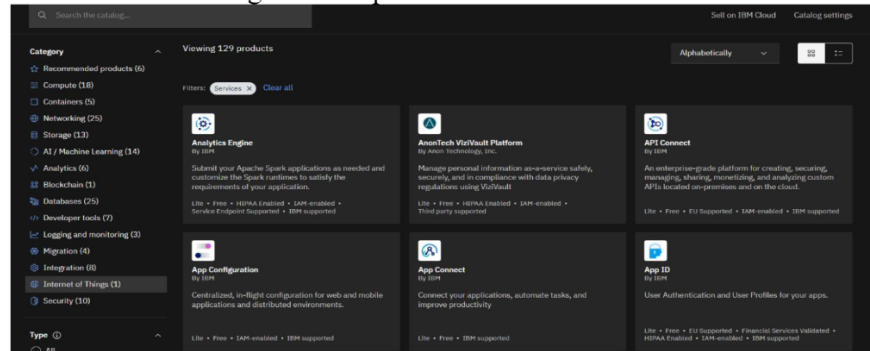 Search the catalog...
Sell on IBM Cloud
Catalog settings
Category
Recommended products (6)
Compute (18)
Containers (5)
Networking (25)
Storage (13)
AI / Machine Learning (14)
Analytics (6)
Blockchain (1)
Databases (25)
Developer tools (7)
Logging and monitoring (3)
Migration (4)
Integration (8)
Internet of Things (1)
Security (10)
Type
All
Viewing 129 products
Alphabetically
Filters: Services × Clear all
Analytics Engine
By IBM
Submit your Apache Spark applications as needed and
customize the Spark runtimes to satisfy the
requirements of your application.
Lite • Free • HIPAA Enabled • IAM-enabled •
Service Endpoint Supported • IBM supported
AnonTech ViziVault Platform
By Anon Technology, Inc.
Manage personal information as-a-service safely,
securely, and in compliance with data privacy
regulations using ViziVault
Lite • Free • HIPAA Enabled • IAM-enabled •
Third party supported
API Connect
By IBM
An enterprise-grade platform for creating, securing,
managing, sharing, monetizing, and analyzing custom
APIs located on-premises and on the cloud.
Lite • Free • EU Supported • IAM-enabled • IBM supported
App Configuration
By IBM
Centralized, in-flight configuration for web and mobile
applications and distributed environments.
Lite • Free • IAM-enabled • IBM supported
App Connect
By IBM
Connect your applications, automate tasks, and
improve productivity
Lite • Free • IBM supported
App ID
By IBM
User Authentication and User Profiles for your apps.
Lite • Free • EU Supported • Financial Services Validated •
HIPAA Enabled • IAM-enabled • IBM supported